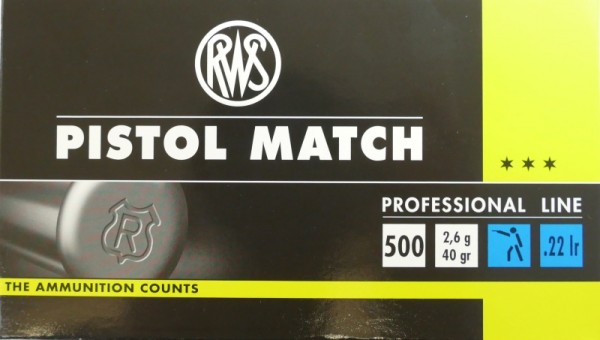 RWS
PISTOL MATCH
★★★
PROFESSIONAL LINE
R
500
2,6 g
40 gr
.22 lr
THE AMMUNITION COUNTS